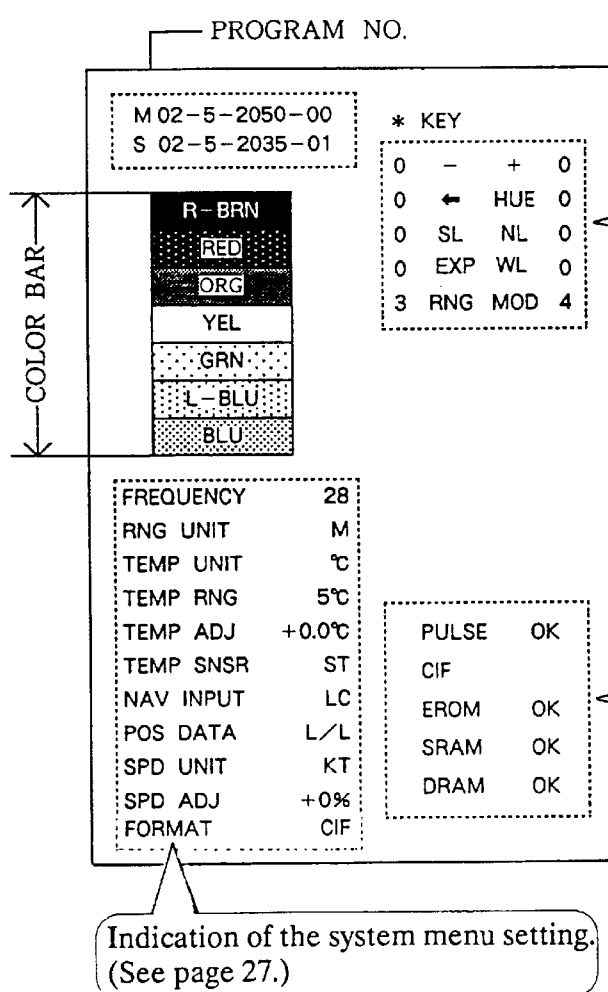 PROGRAM NO.
M 02-5-2050-00
S 02-5-2035-01
* KEY
0 - + 0
0 ← HUE 0
0 SL NL 0
0 EXP WL 0
3 RNG MOD 4
COLOR BAR
R-BRN
RED
ORG
YEL
GRN
L-BLU
BLU
FREQUENCY 28
RNG UNIT M
TEMP UNIT ℃
TEMP RNG 5℃
TEMP ADJ +0.0℃
TEMP SNSR ST
NAV INPUT LC
POS DATA L/L
SPD UNIT KT
SPD ADJ +0%
FORMAT CIF
PULSE OK
CIF
EROM OK
SRAM OK
DRAM OK
Indication of the system menu setting.
(See page 27.)